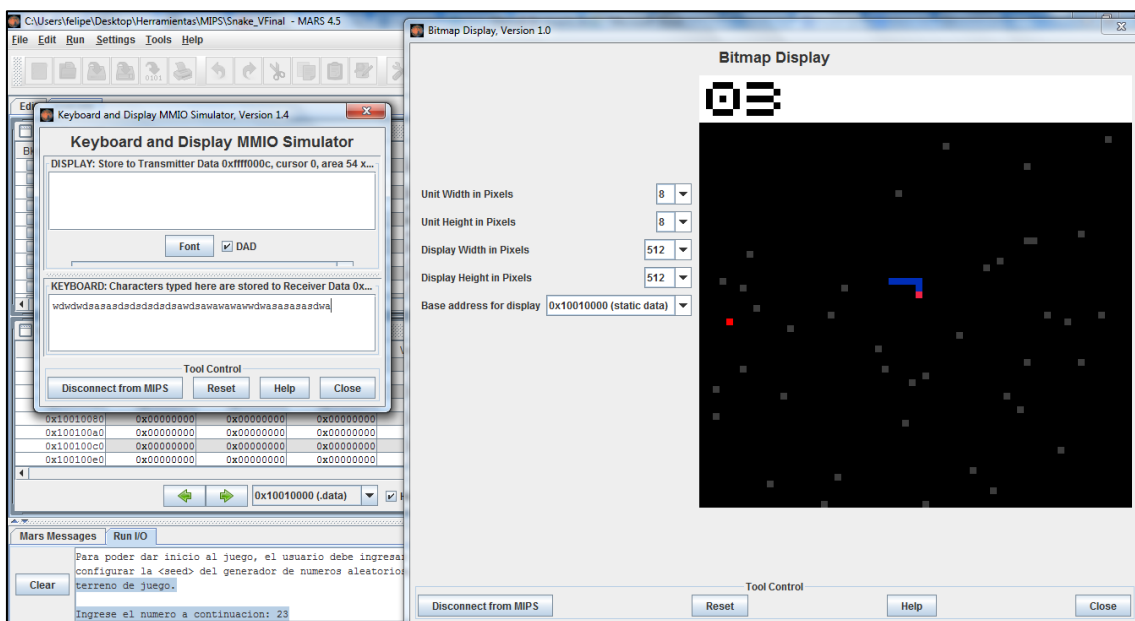 C:\Users\felipe\Desktop\Herramientas\MIPS\Snake_VFinal - MARS 4.5
File Edit Run Settings Tools Help
Keyboard and Display MMIO Simulator, Version 1.4
Keyboard and Display MMIO Simulator
DISPLAY: Store to Transmitter Data 0xffff000c, cursor 0, area 54 x...
Font
DAD
KEYBOARD: Characters typed here are stored to Receiver Data 0x...
Tool Control
Disconnect from MIPS Reset Help Close
0x10010080 0x00000000 0x00000000 0x00000000
0x100100a0 0x00000000 0x00000000 0x00000000
0x100100c0 0x00000000 0x00000000 0x00000000
0x100100e0 0x00000000 0x00000000 0x00000000
0x10010000 (.data)
Mars Messages Run I/O
Clear
Para poder dar inicio al juego, el usuario debe ingresar
configurar la <seed> del generador de numeros aleatorios
terreno de juego.
Ingrese el numero a continuacion: 23
Bitmap Display, Version 1.0
Bitmap Display
03
Unit Width in Pixels 8
Unit Height in Pixels 8
Display Width in Pixels 512
Display Height in Pixels 512
Base address for display 0x10010000 (static data)
Tool Control
Disconnect from MIPS Reset Help Close